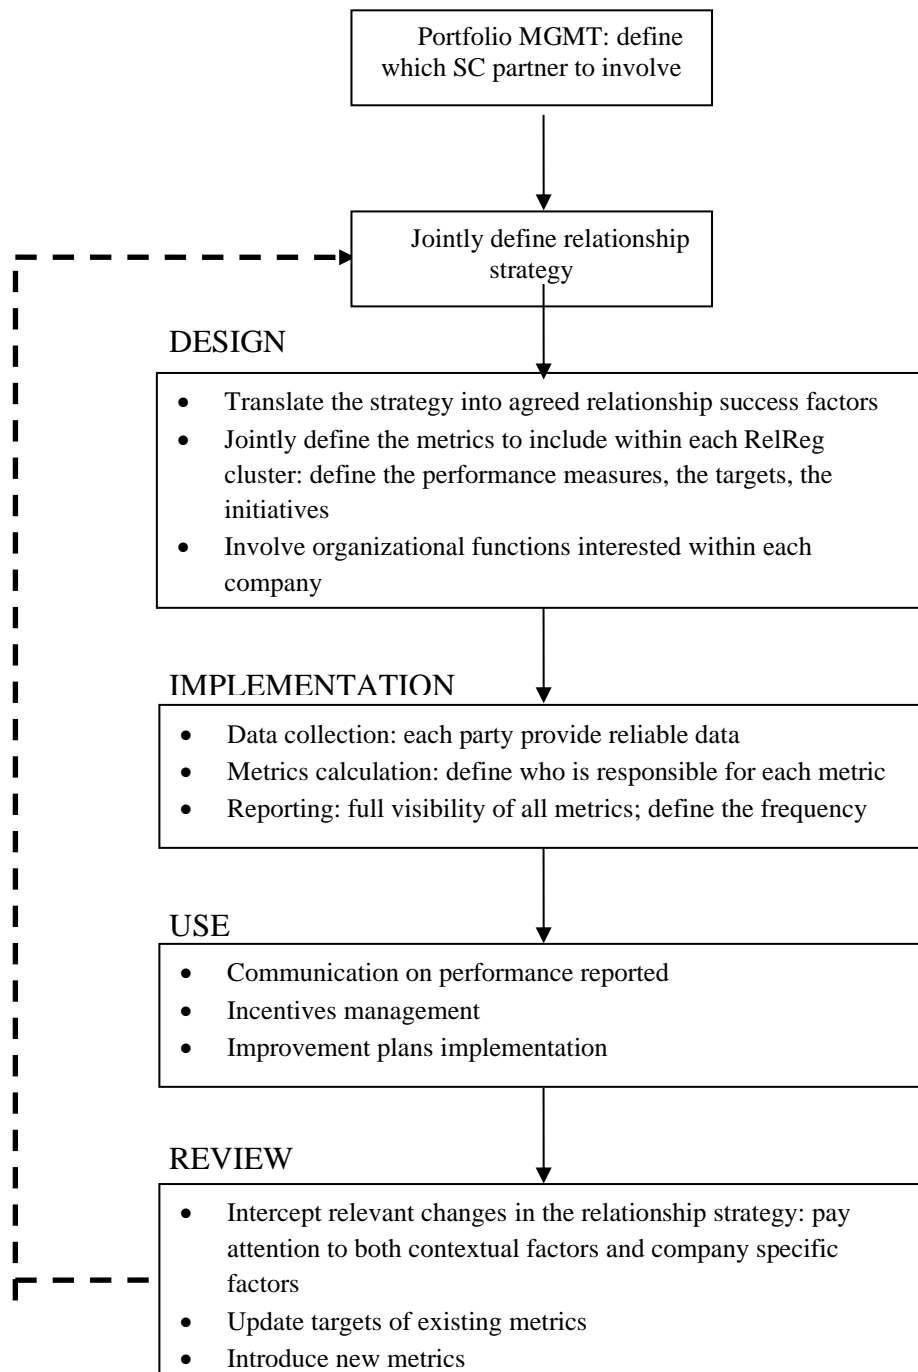 Portfolio MGMT: define
which SC partner to involve
Jointly define relationship
strategy
DESIGN
• Translate the strategy into agreed relationship success factors
• Jointly define the metrics to include within each RelReg
cluster: define the performance measures, the targets, the
initiatives
• Involve organizational functions interested within each
company
IMPLEMENTATION
• Data collection: each party provide reliable data
• Metrics calculation: define who is responsible for each metric
• Reporting: full visibility of all metrics; define the frequency
USE
• Communication on performance reported
• Incentives management
• Improvement plans implementation
REVIEW
• Intercept relevant changes in the relationship strategy: pay
attention to both contextual factors and company specific
factors
• Update targets of existing metrics
• Introduce new metrics